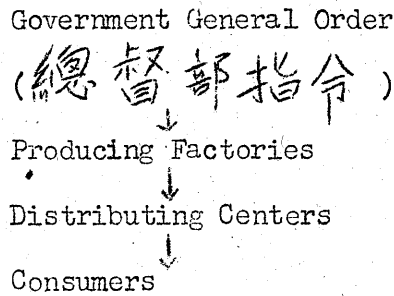 Government General Order
(總督部指令)
↓
Producing Factories
↓
Distributing Centers
↓
Consumers